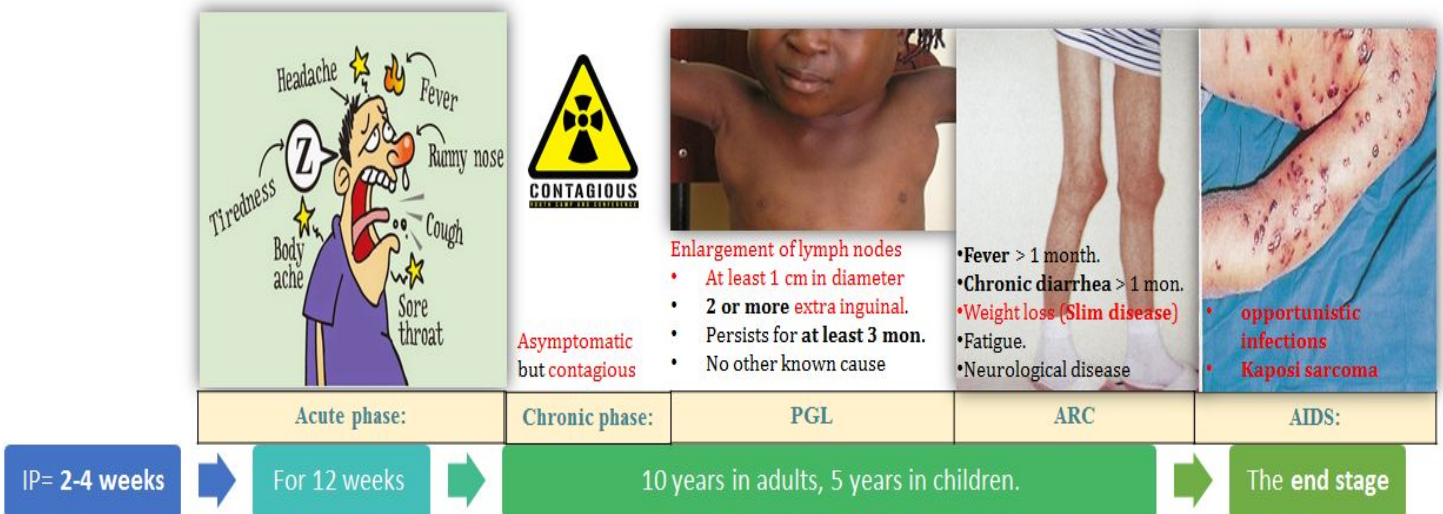 Headache
Fever
Z
Runny nose
Tiredness
Cough
Body
ache
Sore
throat
CONTAGIOUS
YOUTH CAMP AND CONFERENCE
Asymptomatic
but contagious
Enlargement of lymph nodes
• At least 1 cm in diameter
• 2 or more extra inguinal.
• Persists for at least 3 mon.
• No other known cause
•Fever > 1 month.
•Chronic diarrhea > 1 mon.
•Weight loss (Slim disease)
•Fatigue.
•Neurological disease
• opportunistic
infections
• Kaposi sarcoma
Acute phase:
Chronic phase:
PGL
ARC
AIDS:
IP= 2-4 weeks
For 12 weeks
10 years in adults, 5 years in children.
The end stage